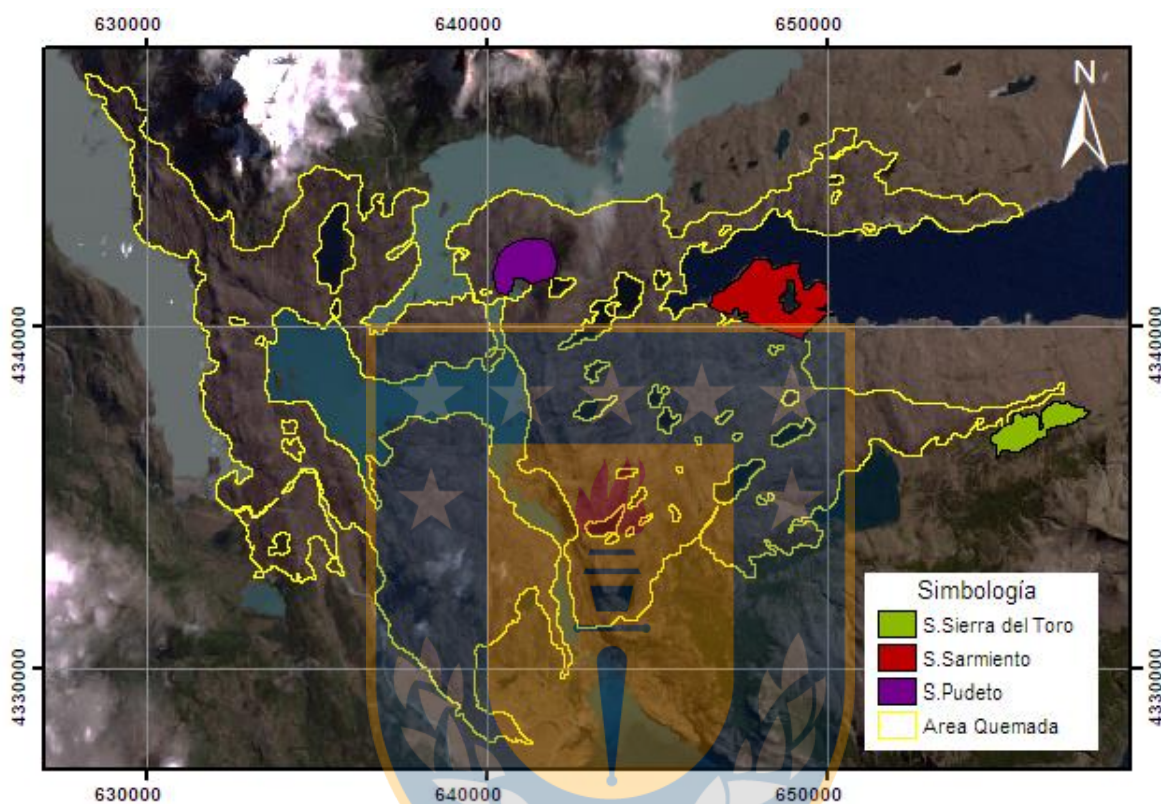 630000 640000 650000
N
4340000 4340000
4330000 4330000
Simbología
S.Sierra del Toro
S.Sarmiento
S.Pudeto
Area Quemada
630000 640000 650000